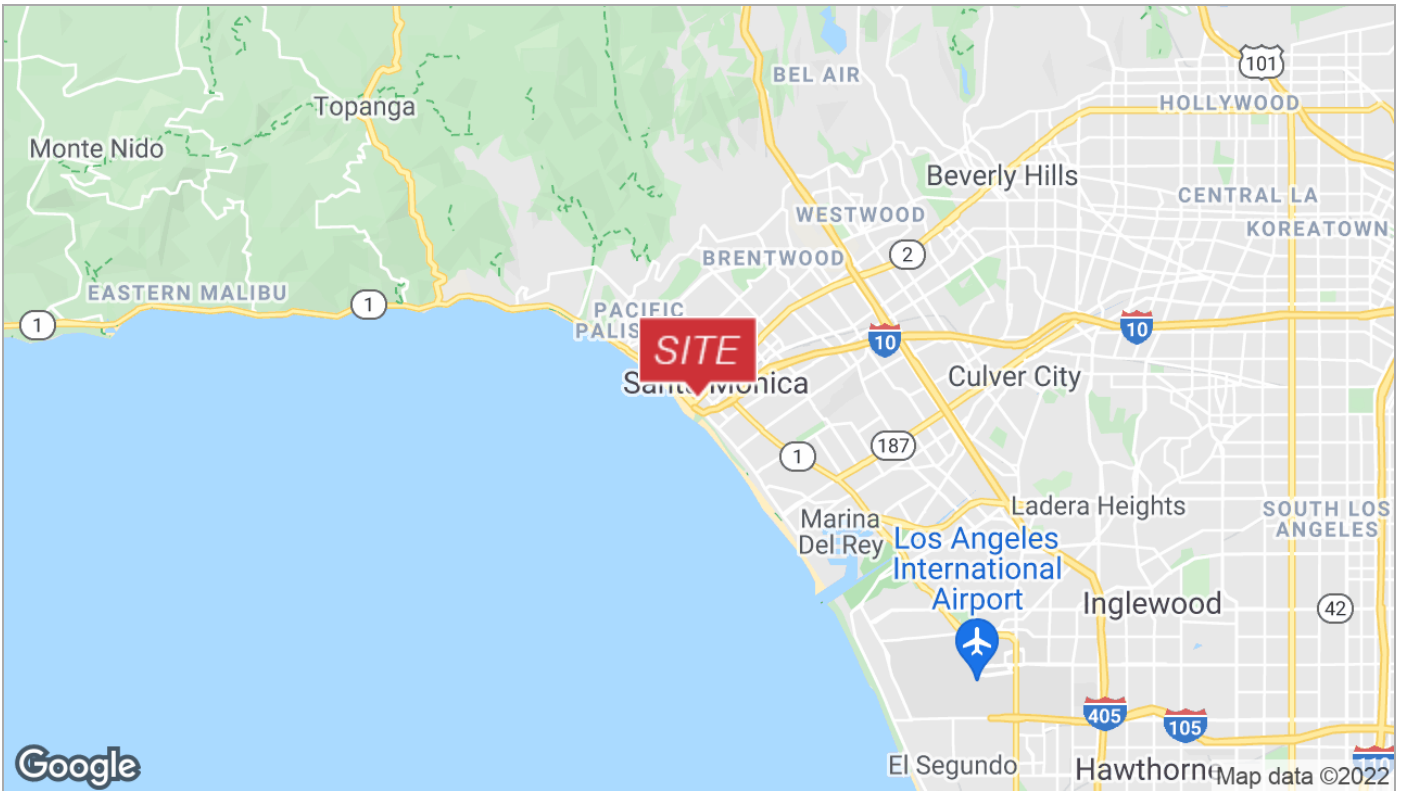 101
BEL AIR
HOLLYWOOD
Topanga
Monte Nido
Beverly Hills
CENTRAL LA
WESTWOOD
KOREATOWN
2
BRENTWOOD
EASTERN MALIBU
1
1
PACIFIC
PALIS
10
10
SITE
Santa Monica
Culver City
187
1
Ladera Heights
SOUTH LOS
ANGELES
Marina
Del Rey
Los Angeles
International
Airport
Inglewood
42
405
105
El Segundo
Hawthorne
110
Google
Map data ©2022